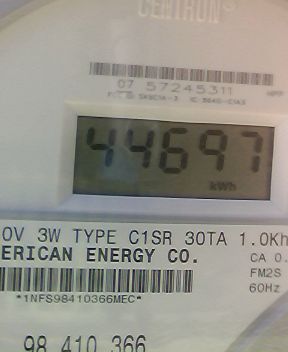 CENTRON®
07 57245311
44697
kWh
0V 3W TYPE C1SR 30TA 1.0Kh
ERICAN ENERGY CO.
CA 0.
FM2S
60Hz
*1NFS98410366MEC*
98 410 366